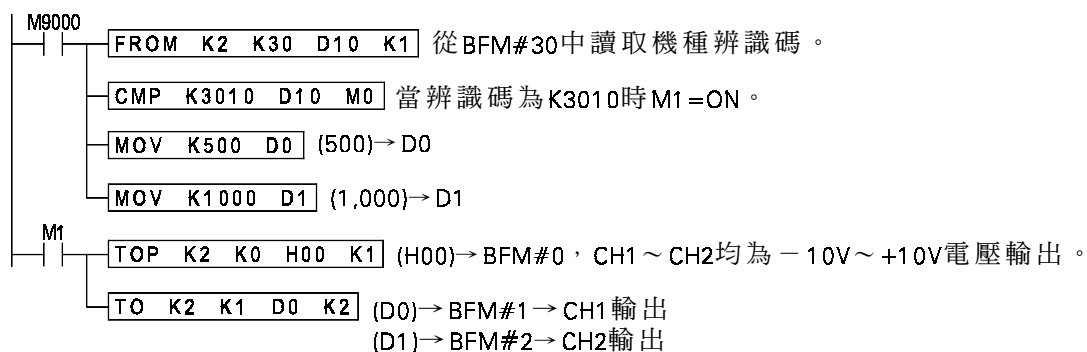 M9000
FROM K2 K30 D10 K1 從BFM#30中讀取機種辨識碼。
CMP K3010 D10 M0 當辨識碼為K3010時M1=ON。
MOV K500 D0 (500)→D0
MOV K1000 D1 (1,000)→D1
M1
TOP K2 K0 H00 K1 (H00)→BFM#0，CH1～CH2均為－10V～+10V電壓輸出。
TO K2 K1 D0 K2 (D0)→BFM#1→CH1輸出
(D1)→BFM#2→CH2輸出